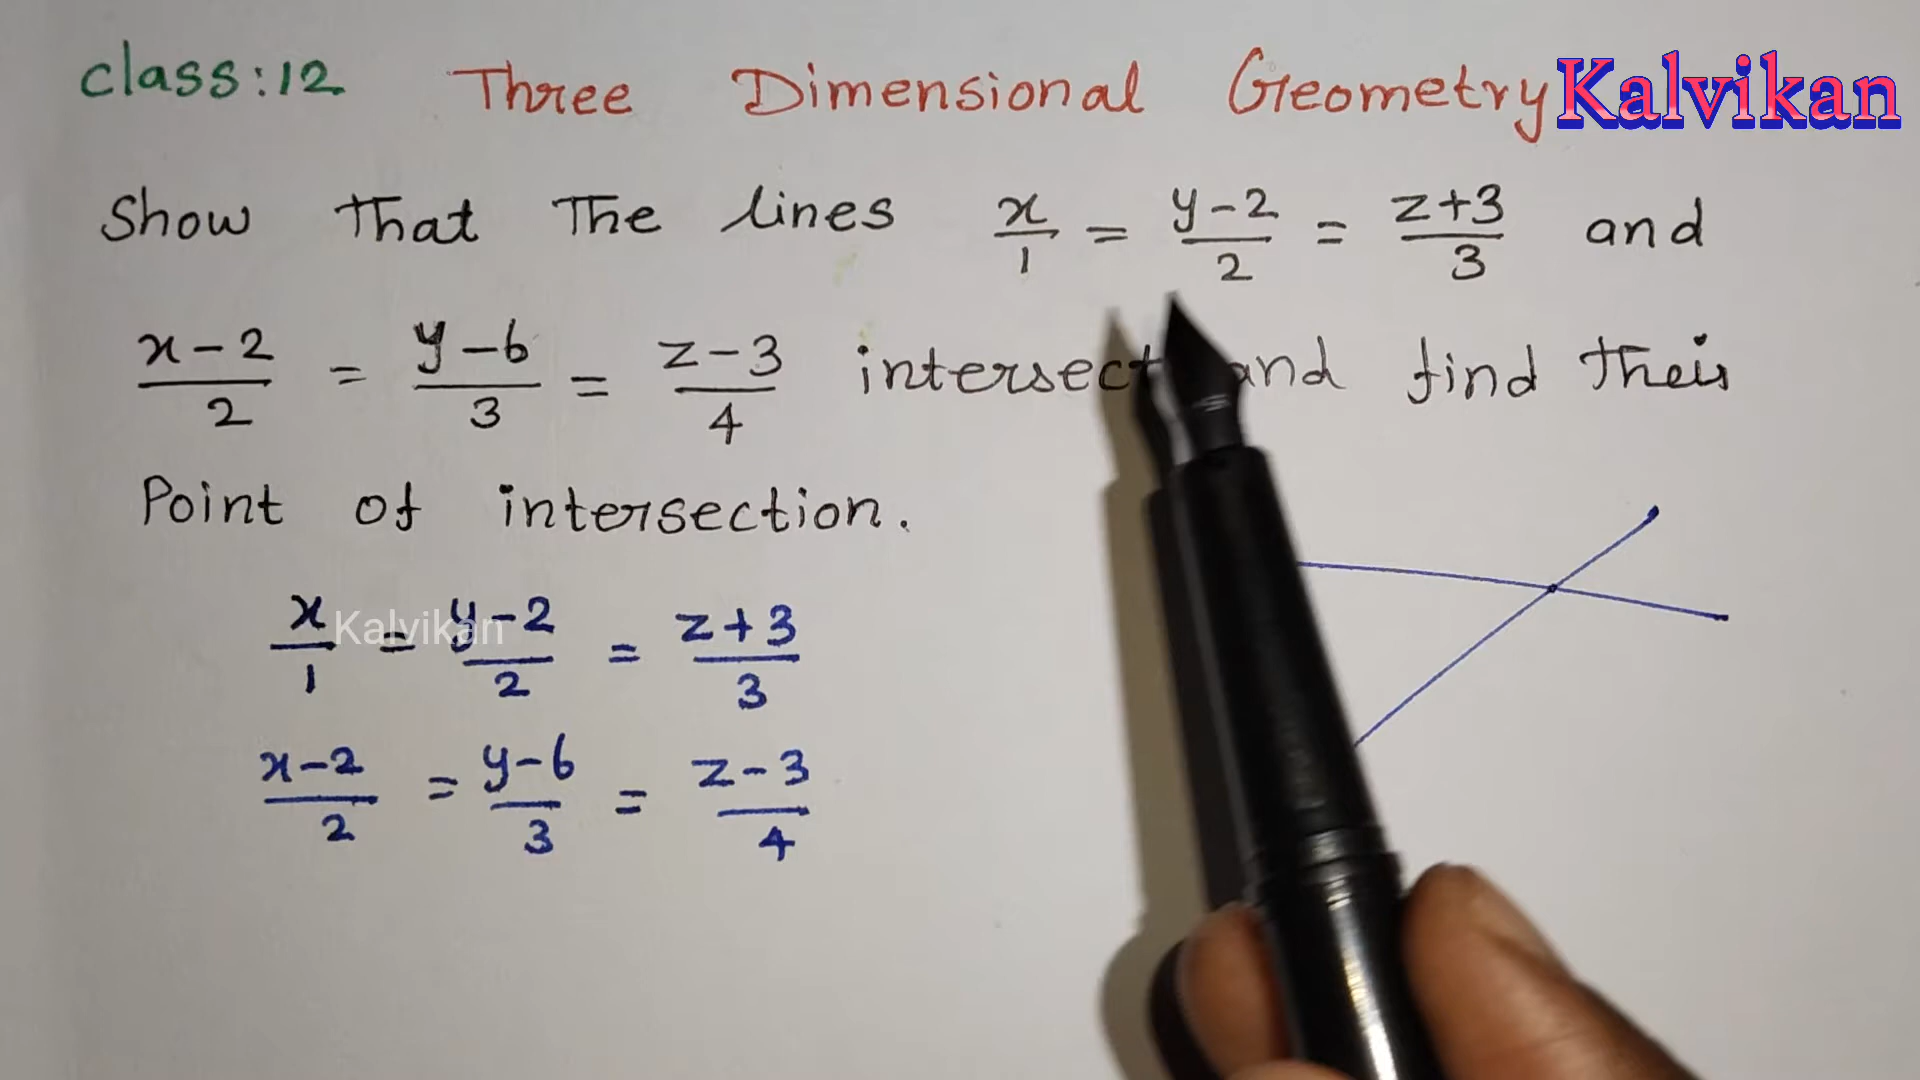 class:12 Three Dimensional Geometry Kalvikan
Show that the lines x/1 = y-2/2 = z+3/3 and
x-2/2 = y-6/3 = z-3/4 intersect and find their
Point of intersection.
x/1 = y-2/2 = z+3/3
Kalvikan
x-2/2 = y-6/3 = z-3/4